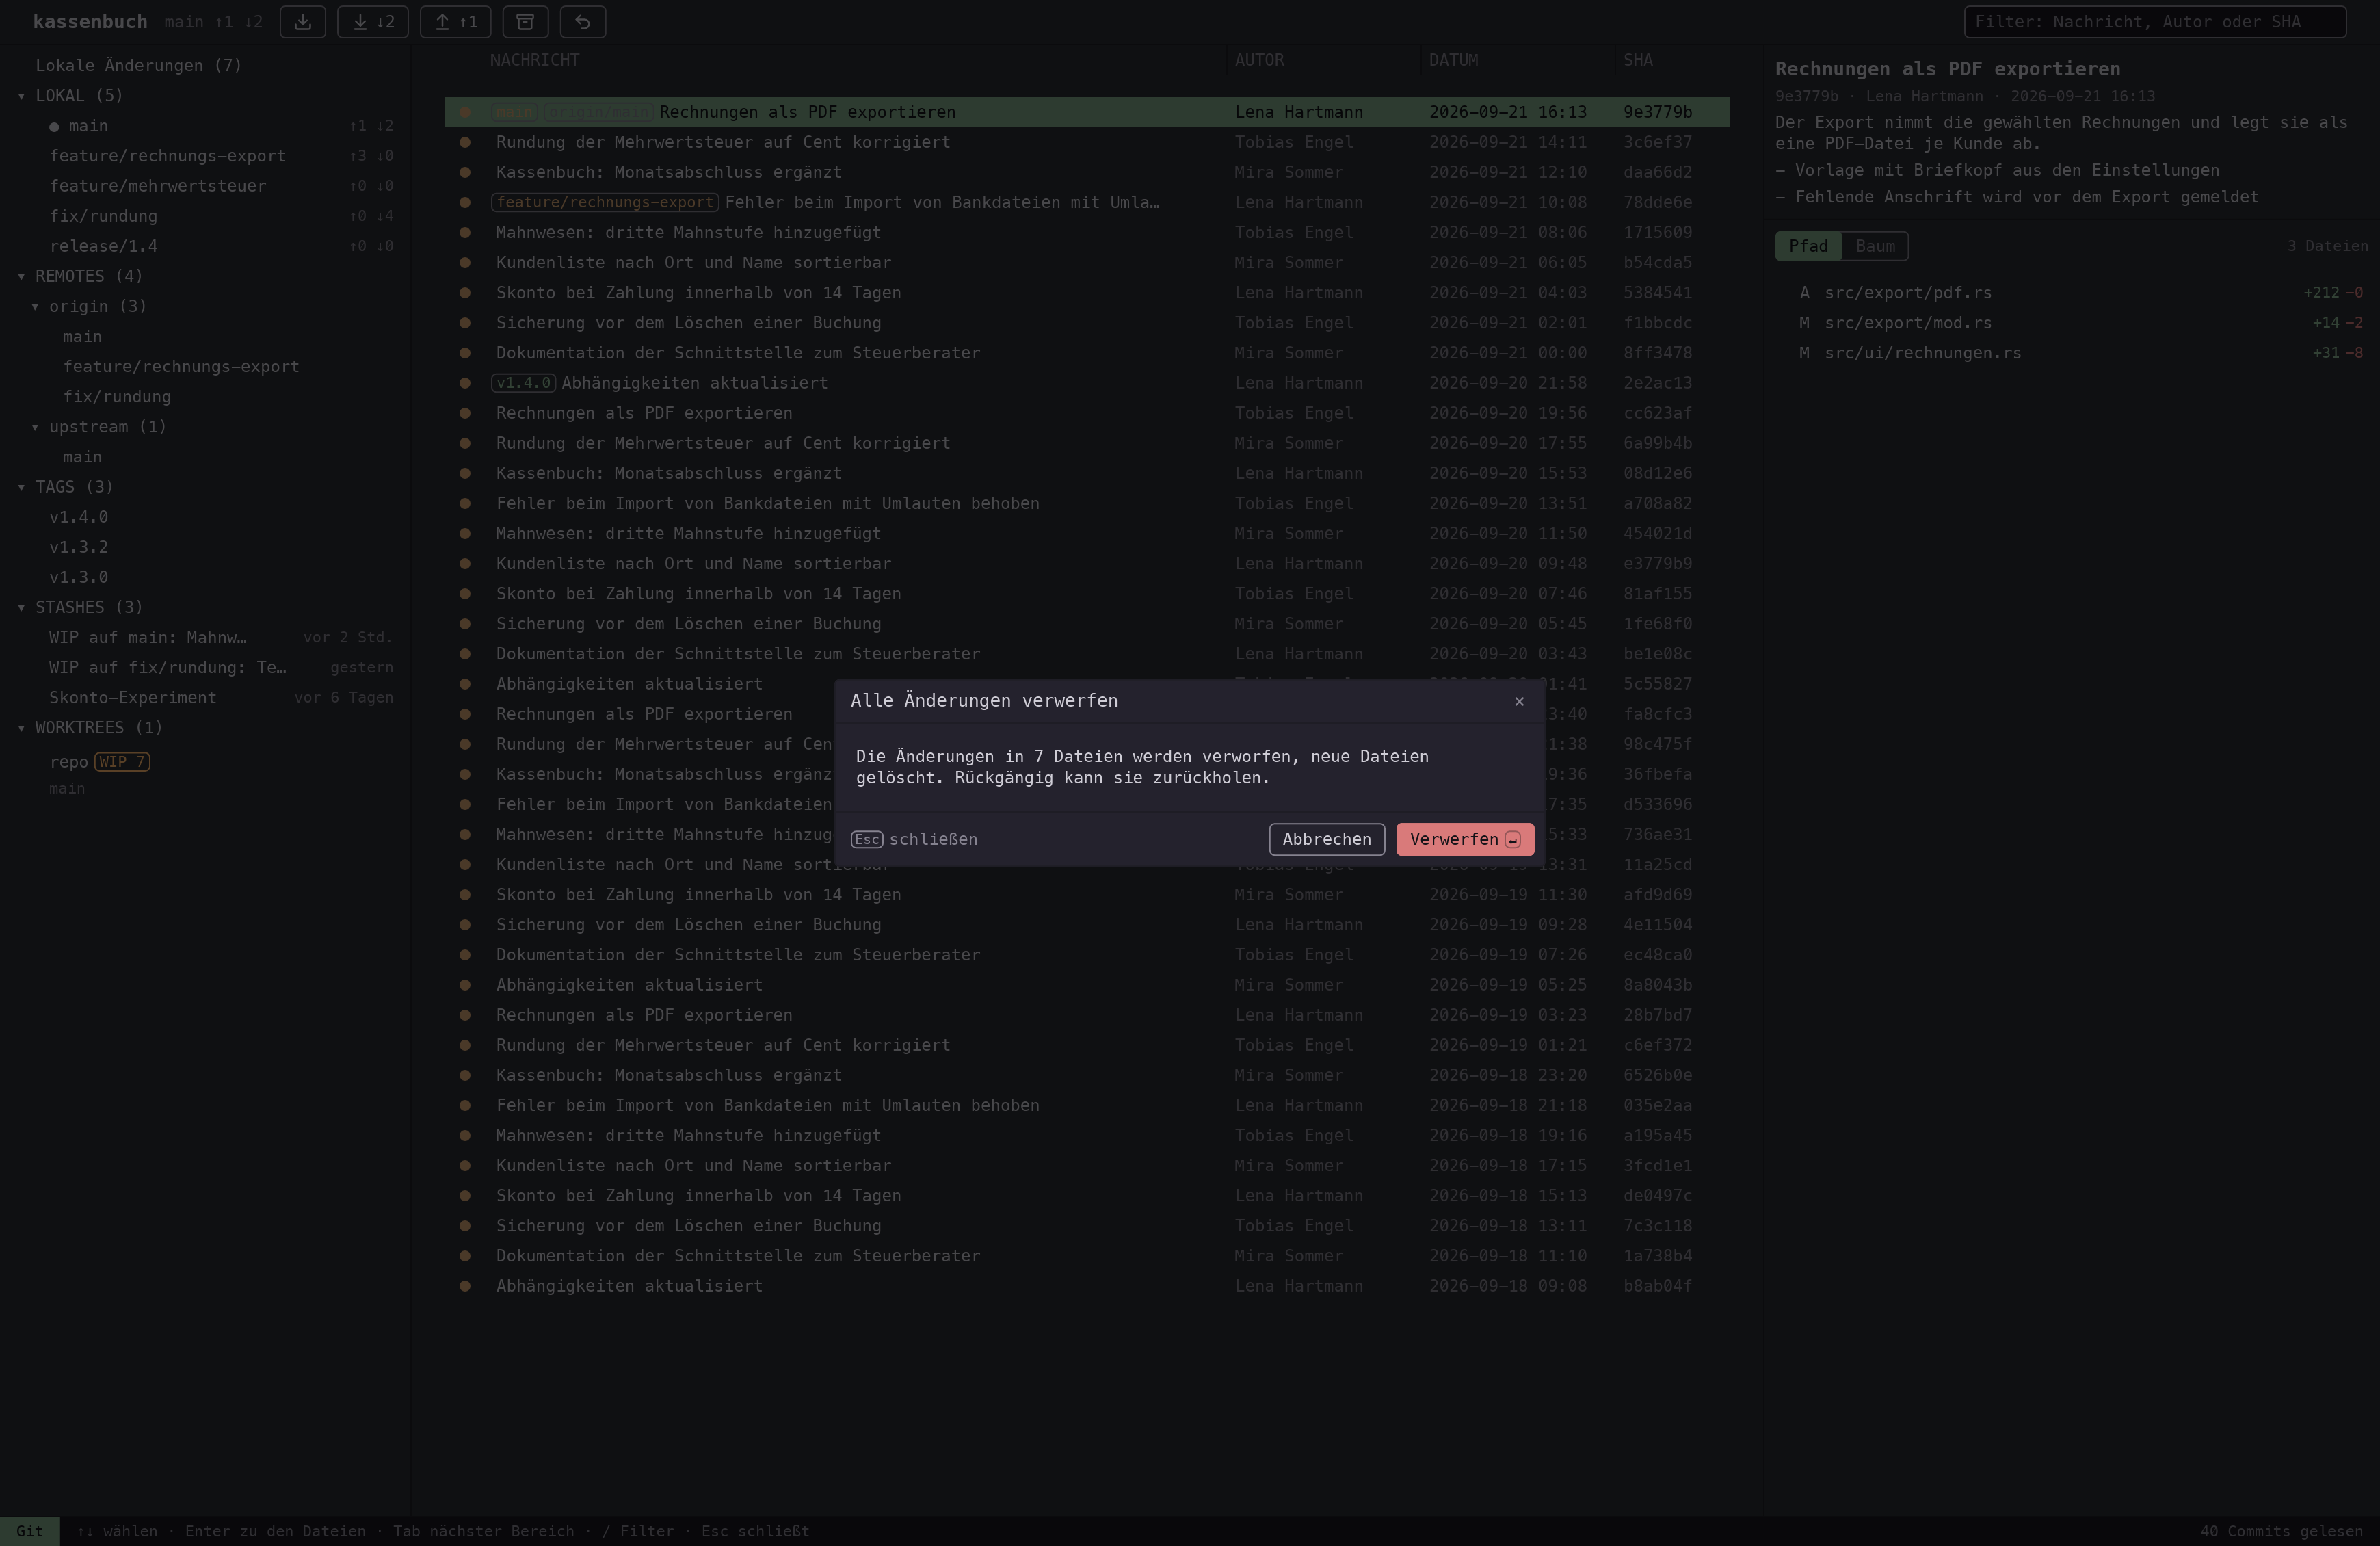 kassenbuch main ↑1 ↓2 ↓2 ↑1 Filter: Nachricht, Autor oder SHA
Lokale Änderungen (7)
▾ LOKAL (5)
● main ↑1 ↓2
feature/rechnungs-export ↑3 ↓0
feature/mehrwertsteuer ↑0 ↓0
fix/rundung ↑0 ↓4
release/1.4 ↑0 ↓0
▾ REMOTES (4)
▾ origin (3)
main
feature/rechnungs-export
fix/rundung
▾ upstream (1)
main
▾ TAGS (3)
v1.4.0
v1.3.2
v1.3.0
▾ STASHES (3)
WIP auf main: Mahnw… vor 2 Std.
WIP auf fix/rundung: Te… gestern
Skonto-Experiment vor 6 Tagen
▾ WORKTREES (1)
repo WIP 7
main
NACHRICHT AUTOR DATUM SHA
main origin/main Rechnungen als PDF exportieren Lena Hartmann 2026-09-21 16:13 9e3779b
Rundung der Mehrwertsteuer auf Cent korrigiert Tobias Engel 2026-09-21 14:11 3c6ef37
Kassenbuch: Monatsabschluss ergänzt Mira Sommer 2026-09-21 12:10 daa66d2
feature/rechnungs-export Fehler beim Import von Bankdateien mit Umla… Lena Hartmann 2026-09-21 10:08 78dde6e
Mahnwesen: dritte Mahnstufe hinzugefügt Tobias Engel 2026-09-21 08:06 1715609
Kundenliste nach Ort und Name sortierbar Mira Sommer 2026-09-21 06:05 b54cda5
Skonto bei Zahlung innerhalb von 14 Tagen Lena Hartmann 2026-09-21 04:03 5384541
Sicherung vor dem Löschen einer Buchung Tobias Engel 2026-09-21 02:01 f1bbcdc
Dokumentation der Schnittstelle zum Steuerberater Mira Sommer 2026-09-21 00:00 8ff3478
v1.4.0 Abhängigkeiten aktualisiert Lena Hartmann 2026-09-20 21:58 2e2ac13
Rechnungen als PDF exportieren Tobias Engel 2026-09-20 19:56 cc623af
Rundung der Mehrwertsteuer auf Cent korrigiert Mira Sommer 2026-09-20 17:55 6a99b4b
Kassenbuch: Monatsabschluss ergänzt Lena Hartmann 2026-09-20 15:53 08d12e6
Fehler beim Import von Bankdateien mit Umlauten behoben Tobias Engel 2026-09-20 13:51 a708a82
Mahnwesen: dritte Mahnstufe hinzugefügt Mira Sommer 2026-09-20 11:50 454021d
Kundenliste nach Ort und Name sortierbar Lena Hartmann 2026-09-20 09:48 e3779b9
Skonto bei Zahlung innerhalb von 14 Tagen Tobias Engel 2026-09-20 07:46 81af155
Sicherung vor dem Löschen einer Buchung Mira Sommer 2026-09-20 05:45 1fe68f0
Dokumentation der Schnittstelle zum Steuerberater Lena Hartmann 2026-09-20 03:43 be1e08c
Abhängigkeiten aktualisiert 01:41 5c55827
Rechnungen als PDF exportieren 3:40 fa8cfc3
Rundung der Mehrwertsteuer auf Cent 1:38 98c475f
Kassenbuch: Monatsabschluss ergänzt 9:36 36fbefa
Fehler beim Import von Bankdateien 7:35 d533696
Mahnwesen: dritte Mahnstufe hinzug 5:33 736ae31
Kundenliste nach Ort und Name sortierbar Tobias Engel 13:31 11a25cd
Skonto bei Zahlung innerhalb von 14 Tagen Mira Sommer 2026-09-19 11:30 afd9d69
Sicherung vor dem Löschen einer Buchung Lena Hartmann 2026-09-19 09:28 4e11504
Dokumentation der Schnittstelle zum Steuerberater Tobias Engel 2026-09-19 07:26 ec48ca0
Abhängigkeiten aktualisiert Mira Sommer 2026-09-19 05:25 8a8043b
Rechnungen als PDF exportieren Lena Hartmann 2026-09-19 03:23 28b7bd7
Rundung der Mehrwertsteuer auf Cent korrigiert Tobias Engel 2026-09-19 01:21 c6ef372
Kassenbuch: Monatsabschluss ergänzt Mira Sommer 2026-09-18 23:20 6526b0e
Fehler beim Import von Bankdateien mit Umlauten behoben Lena Hartmann 2026-09-18 21:18 035e2aa
Mahnwesen: dritte Mahnstufe hinzugefügt Tobias Engel 2026-09-18 19:16 a195a45
Kundenliste nach Ort und Name sortierbar Mira Sommer 2026-09-18 17:15 3fcd1e1
Skonto bei Zahlung innerhalb von 14 Tagen Lena Hartmann 2026-09-18 15:13 de0497c
Sicherung vor dem Löschen einer Buchung Tobias Engel 2026-09-18 13:11 7c3c118
Dokumentation der Schnittstelle zum Steuerberater Mira Sommer 2026-09-18 11:10 1a738b4
Abhängigkeiten aktualisiert Lena Hartmann 2026-09-18 09:08 b8ab04f
Alle Änderungen verwerfen ×
Die Änderungen in 7 Dateien werden verworfen, neue Dateien
gelöscht. Rückgängig kann sie zurückholen.
Esc schließen Abbrechen Verwerfen ↵
Rechnungen als PDF exportieren
9e3779b · Lena Hartmann · 2026-09-21 16:13
Der Export nimmt die gewählten Rechnungen und legt sie als
eine PDF-Datei je Kunde ab.
- Vorlage mit Briefkopf aus den Einstellungen
- Fehlende Anschrift wird vor dem Export gemeldet
Pfad Baum 3 Dateien
A src/export/pdf.rs +212 −0
M src/export/mod.rs +14 −2
M src/ui/rechnungen.rs +31 −8
Git ↑↓ wählen · Enter zu den Dateien · Tab nächster Bereich · / Filter · Esc schließt 40 Commits gelesen